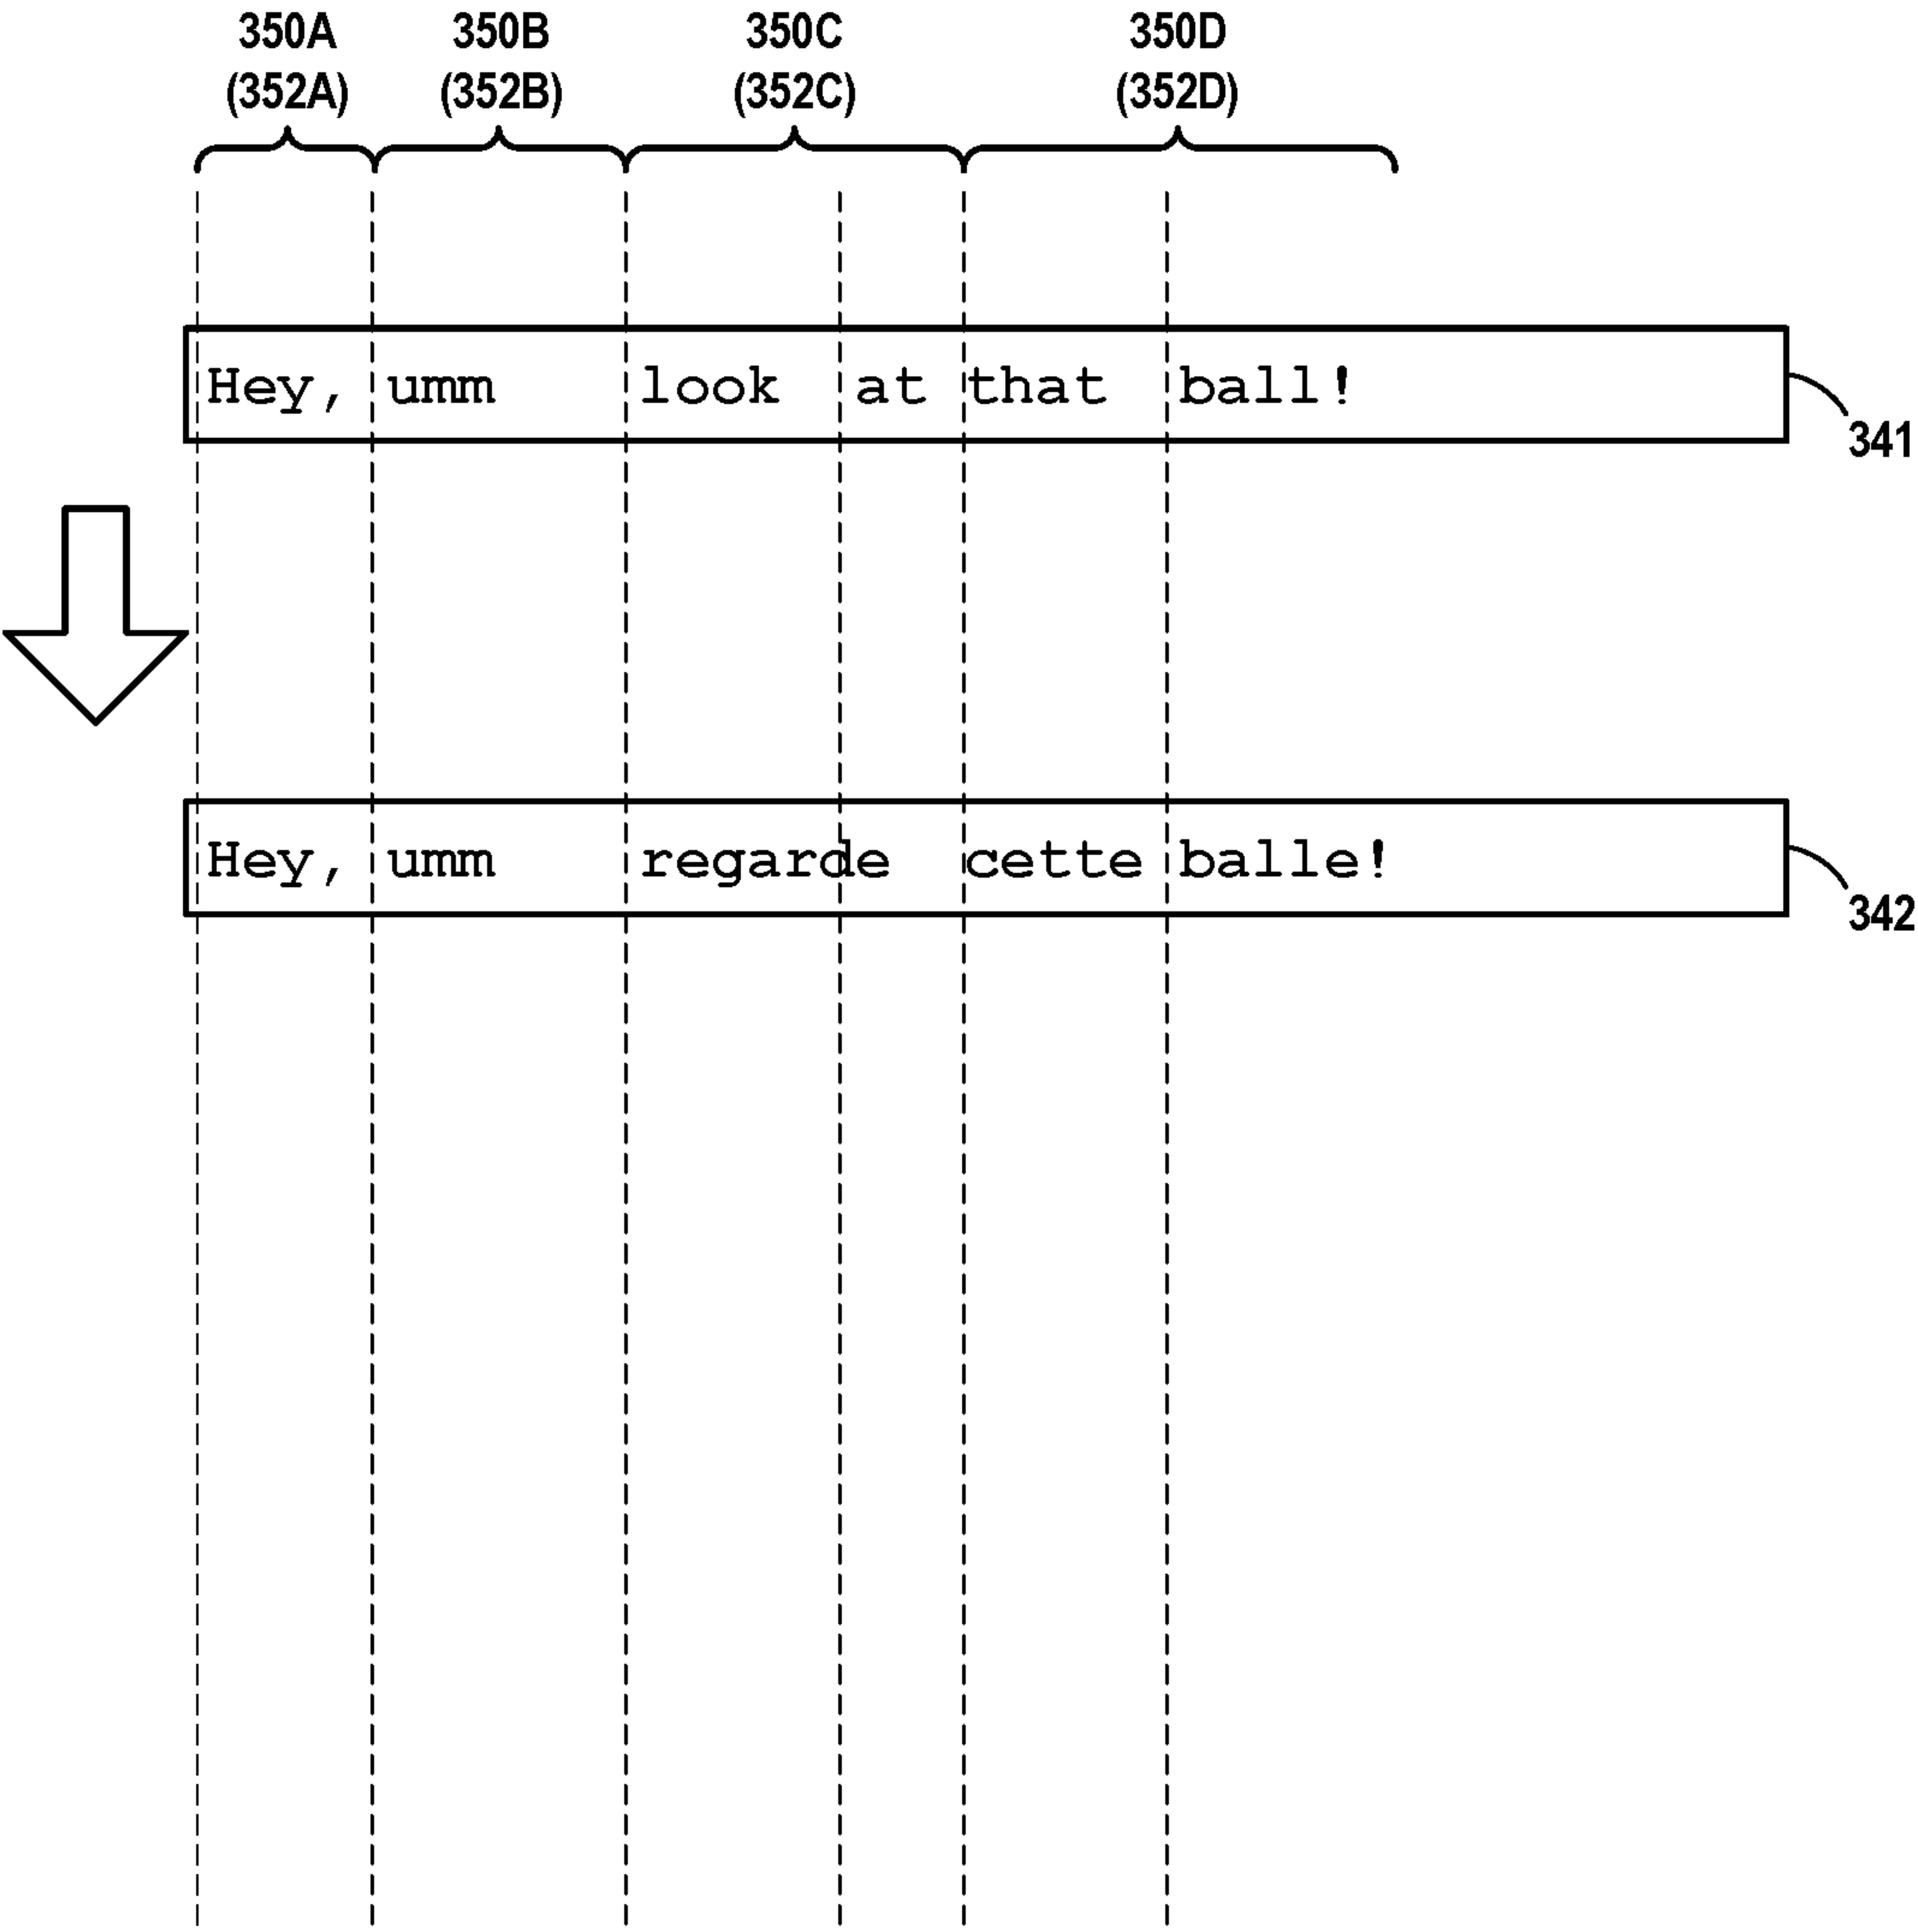 350A 350B 350C 350D
(352A) (352B) (352C) (352D)
Hey, umm look at that ball!
341
Hey, umm regarde cette balle!
342